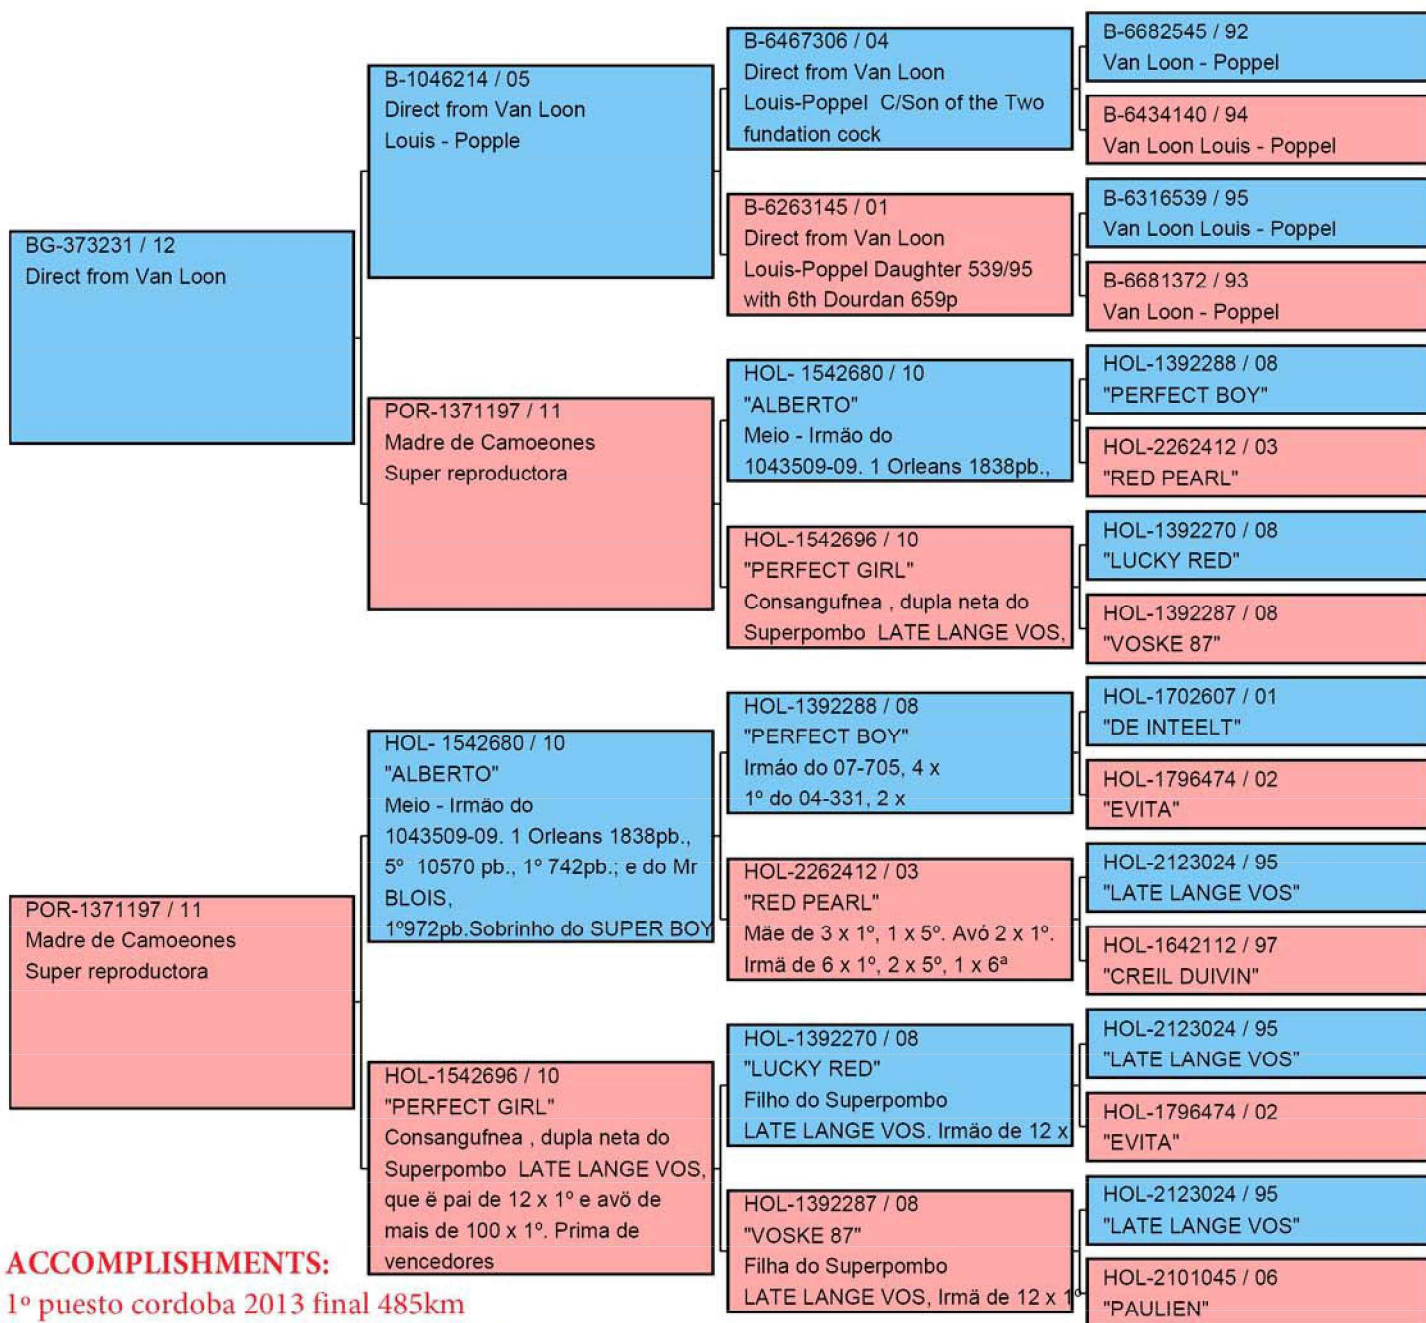 BG-373231 / 12
Direct from Van Loon
POR-1371197 / 11
Madre de Camoeones
Super reproductora
B-1046214 / 05
Direct from Van Loon
Louis - Popple
POR-1371197 / 11
Madre de Camoeones
Super reproductora
HOL- 1542680 / 10
"ALBERTO"
Meio - Irmão do
1043509-09. 1 Orleans 1838pb.,
5º 10570 pb., 1º 742pb.; e do Mr
BLOIS,
1º972pb.Sobrinho do SUPER BOY
HOL-1542696 / 10
"PERFECT GIRL"
Consangufnea , dupla neta do
Superpombo LATE LANGE VOS,
que ë pai de 12 x 1º e avö de
mais de 100 x 1º. Prima de
vencedores
B-6467306 / 04
Direct from Van Loon
Louis-Poppel C/Son of the Two
fundation cock
B-6263145 / 01
Direct from Van Loon
Louis-Poppel Daughter 539/95
with 6th Dourdan 659p
HOL- 1542680 / 10
"ALBERTO"
Meio - Irmäo do
1043509-09. 1 Orleans 1838pb.,
HOL-1542696 / 10
"PERFECT GIRL"
Consangufnea , dupla neta do
Superpombo LATE LANGE VOS,
HOL-1392288 / 08
"PERFECT BOY"
Irmáo do 07-705, 4 x
1º do 04-331, 2 x
HOL-2262412 / 03
"RED PEARL"
Mäe de 3 x 1º, 1 x 5º. Avó 2 x 1º.
Irmä de 6 x 1º, 2 x 5º, 1 x 6ª
HOL-1392270 / 08
"LUCKY RED"
Filho do Superpombo
LATE LANGE VOS. Irmäo de 12 x
HOL-1392287 / 08
"VOSKE 87"
Filha do Superpombo
LATE LANGE VOS, Irmä de 12 x 1º
B-6682545 / 92
Van Loon - Poppel
B-6434140 / 94
Van Loon Louis - Poppel
B-6316539 / 95
Van Loon Louis - Poppel
B-6681372 / 93
Van Loon - Poppel
HOL-1392288 / 08
"PERFECT BOY"
HOL-2262412 / 03
"RED PEARL"
HOL-1392270 / 08
"LUCKY RED"
HOL-1392287 / 08
"VOSKE 87"
HOL-1702607 / 01
"DE INTEELT"
HOL-1796474 / 02
"EVITA"
HOL-2123024 / 95
"LATE LANGE VOS"
HOL-1642112 / 97
"CREIL DUIVIN"
HOL-2123024 / 95
"LATE LANGE VOS"
HOL-1796474 / 02
"EVITA"
HOL-2123024 / 95
"LATE LANGE VOS"
HOL-2101045 / 06
"PAULIEN"
ACCOMPLISHMENTS:
1º puesto cordoba 2013 final 485km